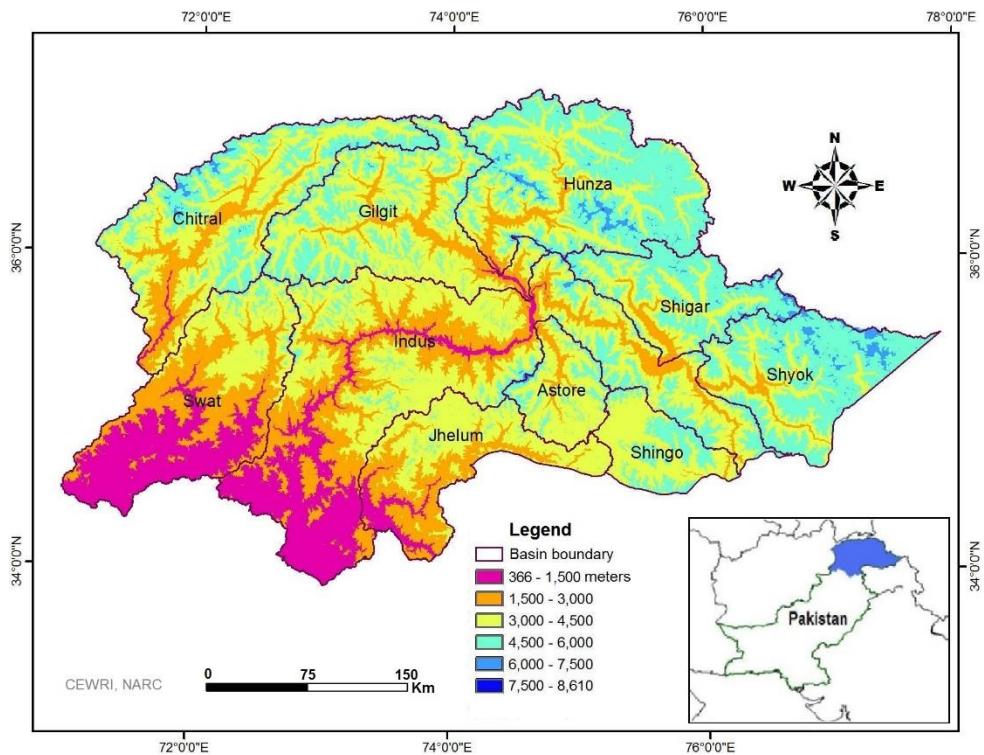 72°0'0"E 74°0'0"E 76°0'0"E 78°0'0"E
36°0'0"N
34°0'0"N
Chitral
Gilgit
Hunza
N
W E
S
36°0'0"N
Shigar
Indus
Shyok
Astore
Swat
Jhelum
Shingo
Legend
Basin boundary
366 - 1,500 meters
1,500 - 3,000
3,000 - 4,500
4,500 - 6,000
6,000 - 7,500
7,500 - 8,610
Pakistan
34°0'0"N
CEWRI, NARC
0 75 150
Km
72°0'0"E 74°0'0"E 76°0'0"E